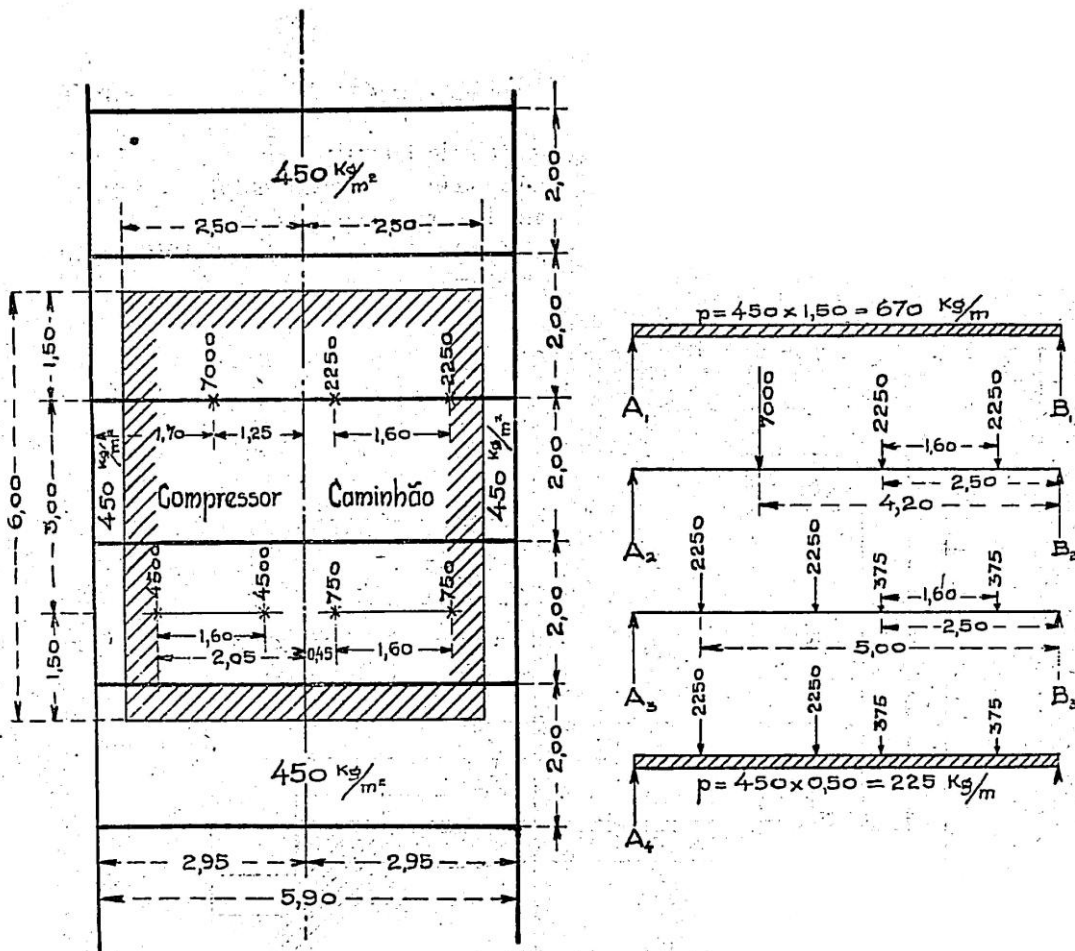 450 Kg/m²
2,00
2,50 2,50
2,00
6,00
1,50
7000
2250
2250
1,70 1,25 1,60
450 Kg/m²
3,00
Compressor Caminhão
450 Kg/m²
2,00
4500
4500
750
750
1,60
2,05 0,45 1,60
1,50
2,00
450 Kg/m²
2,00
2,95 2,95
5,90
p=450 x 1,50 = 670 Kg/m
A₁ B₁
7000
2250
2250
1,60
2,50
4,20
A₂ B₂
2250
2250
375
375
1,60
2,50
5,00
A₃ B₃
2250
2250
375
375
p=450 x 0,50 = 225 Kg/m
A₄